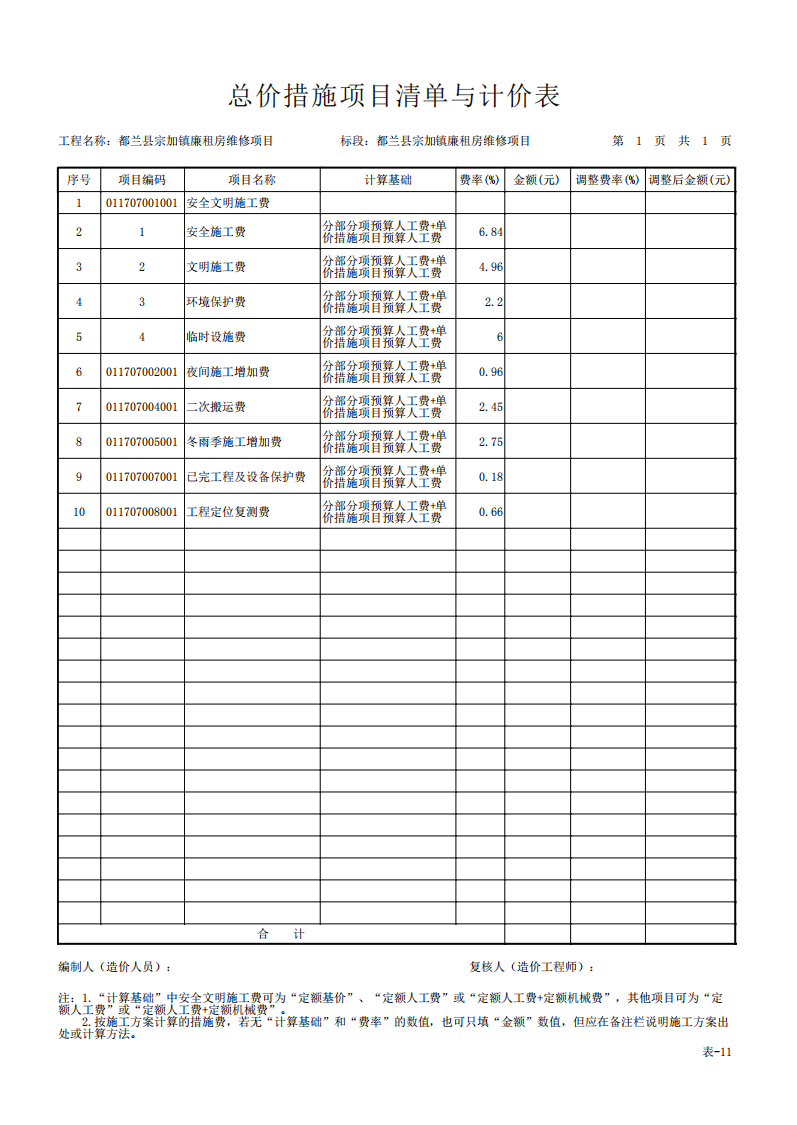 总价措施项目清单与计价表
工程名称：都兰县宗加镇廉租房维修项目 标段：都兰县宗加镇廉租房维修项目 第 1 页 共 1 页
序号 项目编码 项目名称 计算基础 费率(%) 金额(元) 调整费率(%) 调整后金额(元)
1 011707001001 安全文明施工费
2 1 安全施工费 分部分项预算人工费+单
价措施项目预算人工费 6.84
3 2 文明施工费 分部分项预算人工费+单
价措施项目预算人工费 4.96
4 3 环境保护费 分部分项预算人工费+单
价措施项目预算人工费 2.2
5 4 临时设施费 分部分项预算人工费+单
价措施项目预算人工费 6
6 011707002001 夜间施工增加费 分部分项预算人工费+单
价措施项目预算人工费 0.96
7 011707004001 二次搬运费 分部分项预算人工费+单
价措施项目预算人工费 2.45
8 011707005001 冬雨季施工增加费 分部分项预算人工费+单
价措施项目预算人工费 2.75
9 011707007001 已完工程及设备保护费 分部分项预算人工费+单
价措施项目预算人工费 0.18
10 011707008001 工程定位复测费 分部分项预算人工费+单
价措施项目预算人工费 0.66
合 计
编制人（造价人员）： 复核人（造价工程师）：
注：1.“计算基础”中安全文明施工费可为“定额基价”、“定额人工费”或“定额人工费+定额机械费”，其他项目可为“定
额人工费”或“定额人工费+定额机械费”。
2.按施工方案计算的措施费，若无“计算基础”和“费率”的数值，也可只填“金额”数值，但应在备注栏说明施工方案出
处或计算方法。
表-11